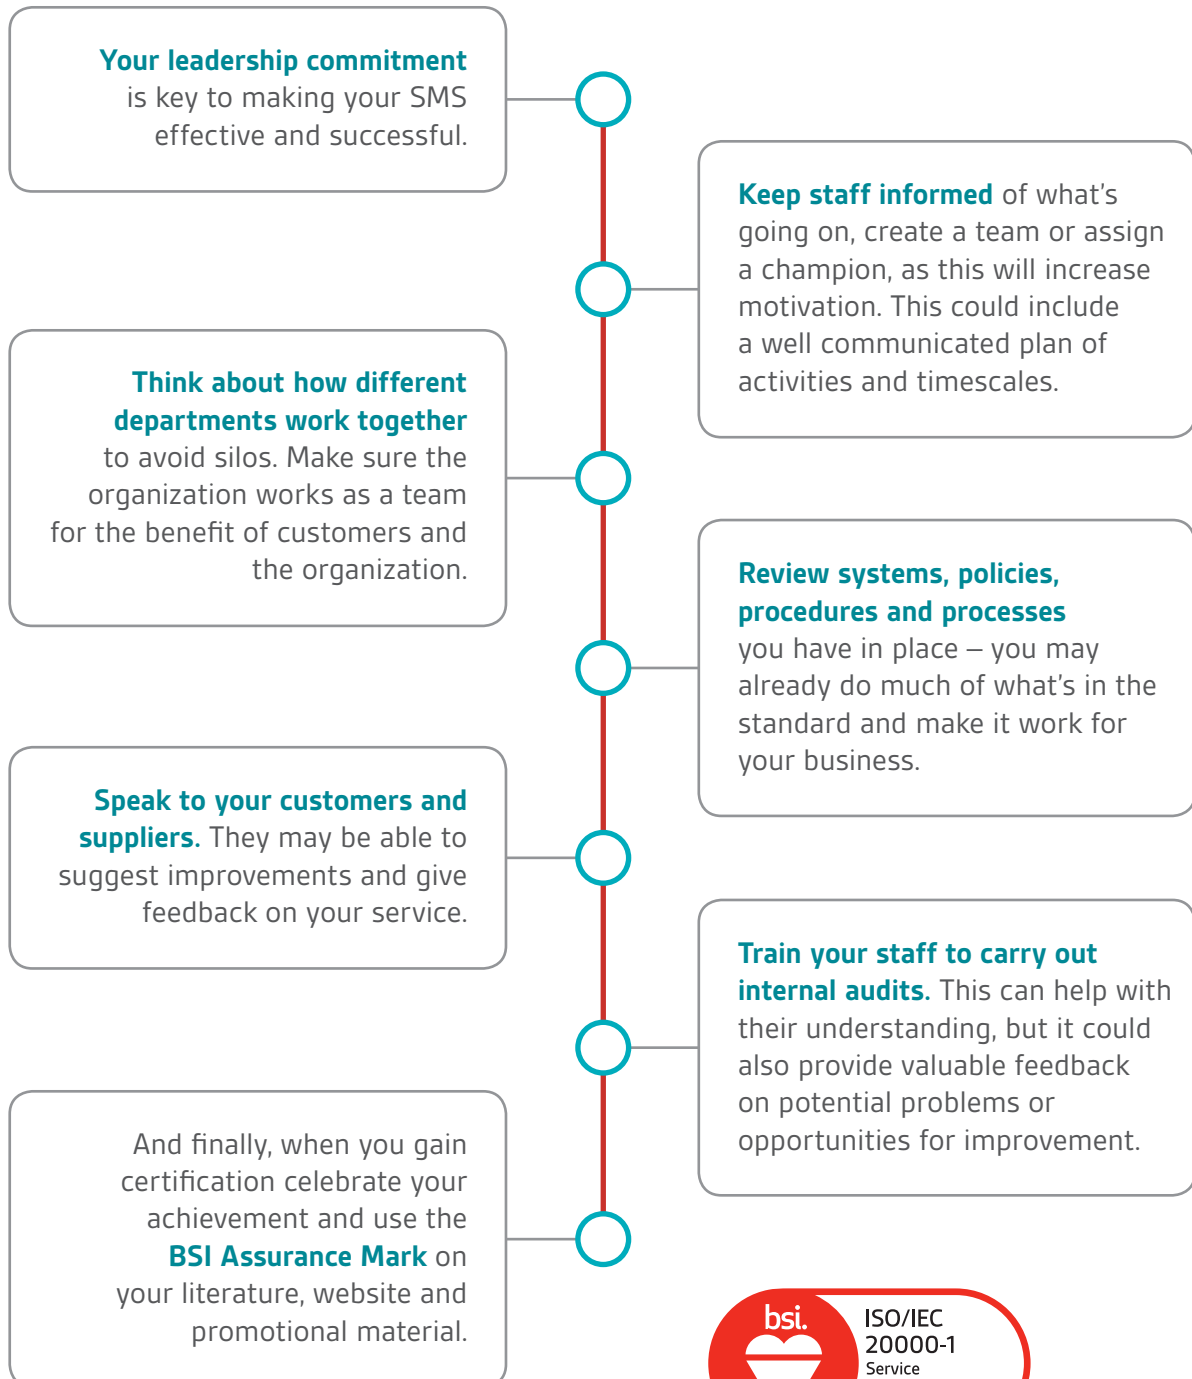 Your leadership commitment
is key to making your SMS
effective and successful.
Keep staff informed of what's
going on, create a team or assign
a champion, as this will increase
motivation. This could include
a well communicated plan of
activities and timescales.
Think about how different
departments work together
to avoid silos. Make sure the
organization works as a team
for the benefit of customers and
the organization.
Review systems, policies,
procedures and processes
you have in place – you may
already do much of what's in the
standard and make it work for
your business.
Speak to your customers and
suppliers. They may be able to
suggest improvements and give
feedback on your service.
Train your staff to carry out
internal audits. This can help with
their understanding, but it could
also provide valuable feedback
on potential problems or
opportunities for improvement.
And finally, when you gain
certification celebrate your
achievement and use the
BSI Assurance Mark on
your literature, website and
promotional material.
bsi.
ISO/IEC
20000-1
Service